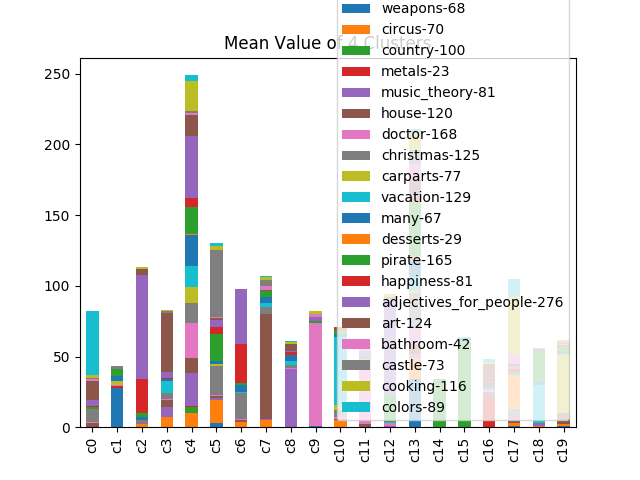 weapons-68
circus-70
country-100
Mean Value of 4 Clusters
metals-23
music_theory-81
house-120
doctor-168
christmas-125
carparts-77
vacation-129
many-67
desserts-29
pirate-165
happiness-81
adjectives_for_people-276
art-124
bathroom-42
castle-73
cooking-116
colors-89
250
200
150
100
50
0
c0 c1 c2 c3 c4 c5 c6 c7 c8 c9 c10 c11 c12 c13 c14 c15 c16 c17 c18 c19